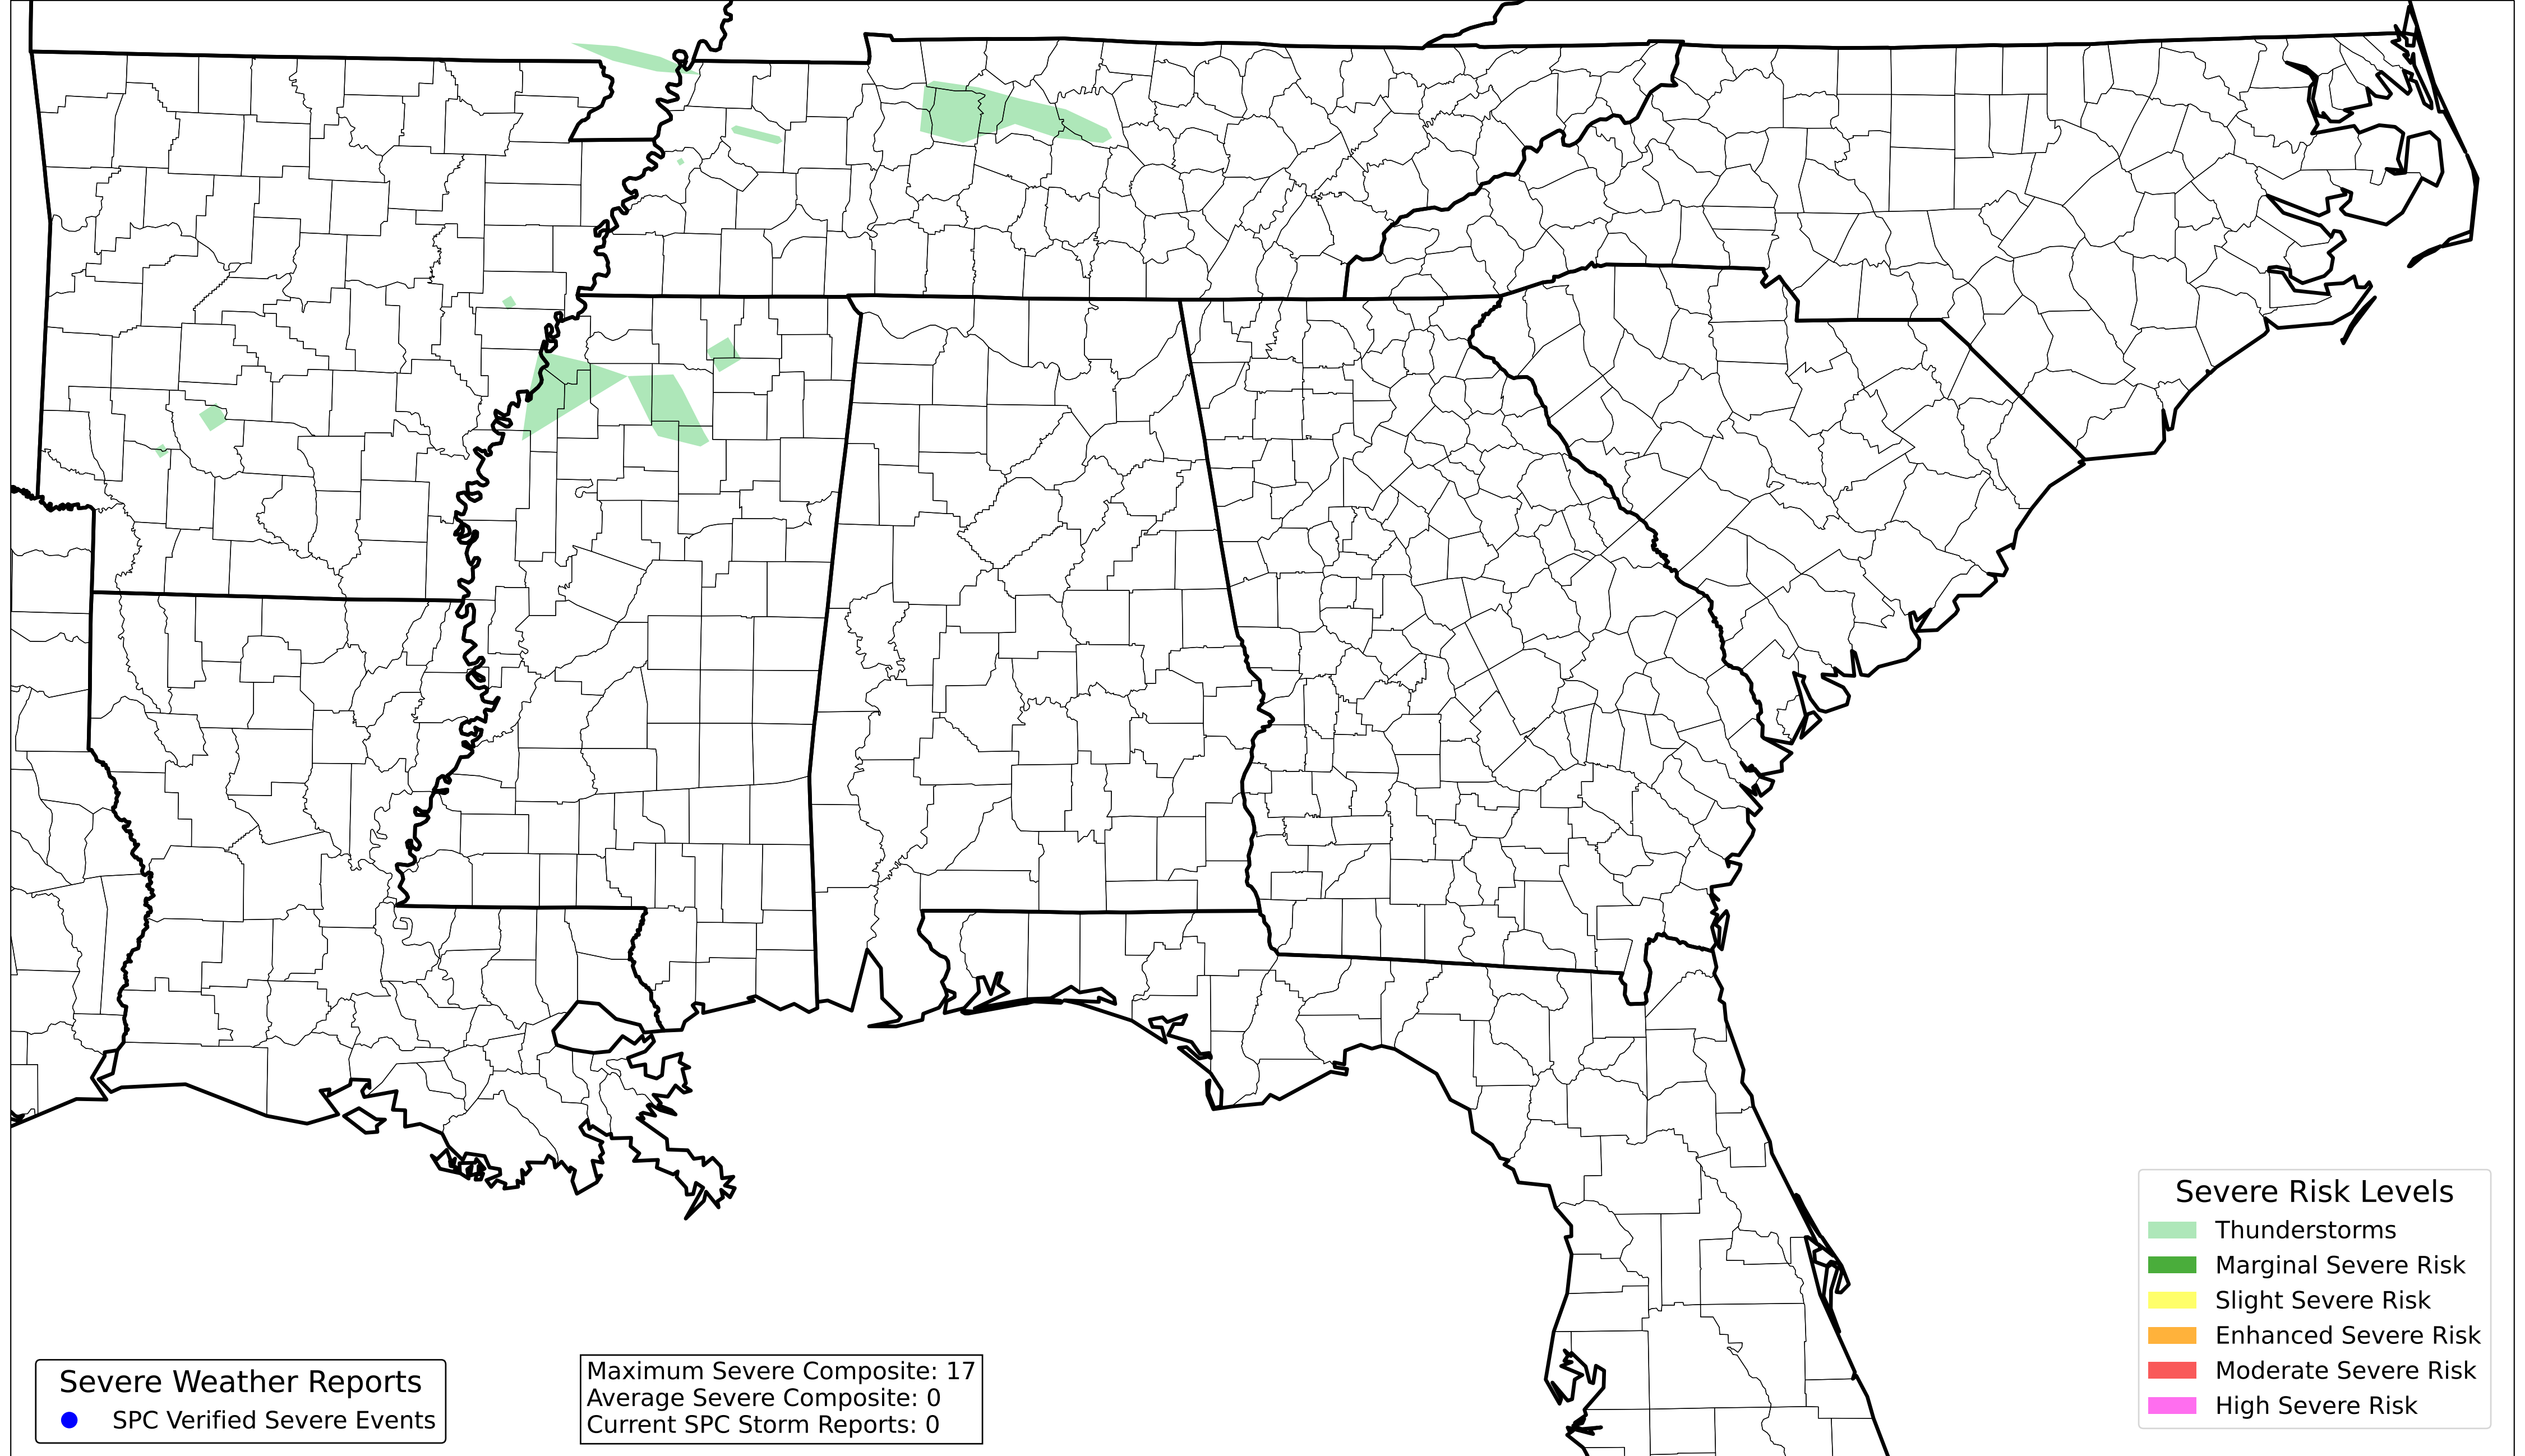 Severe Risk Levels
Thunderstorms
Marginal Severe Risk
Slight Severe Risk
Enhanced Severe Risk
Moderate Severe Risk
High Severe Risk
Severe Weather Reports
SPC Verified Severe Events
Maximum Severe Composite: 17
Average Severe Composite: 0
Current SPC Storm Reports: 0